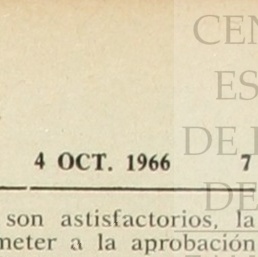 CEN
ES
DE
4 OCT. 1966 7
DE
son astisfactorios, la
meter a la aprobación